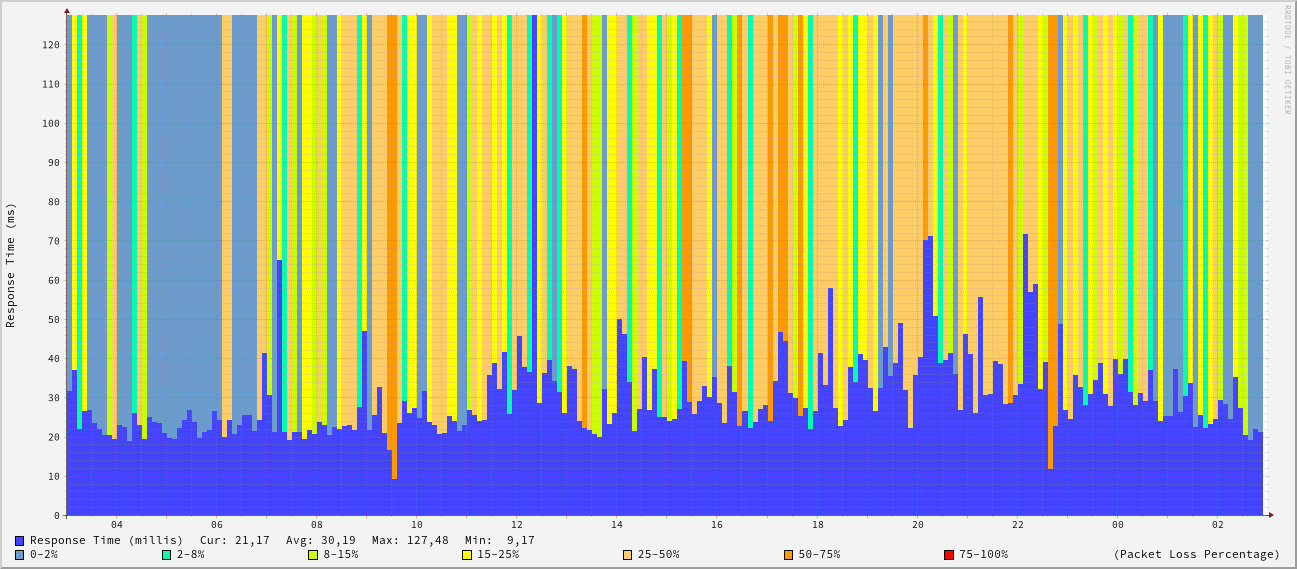 RRDTOOL / TOBI OETIKER
Response Time (ms)
120
110
100
90
80
70
60
50
40
30
20
10
0
04 06 08 10 12 14 16 18 20 22 00 02
Response Time (millis) Cur: 21,17 Avg: 30,19 Max: 127,48 Min: 9,17
0-2% 2-8% 8-15% 15-25% 25-50% 50-75% 75-100% (Packet Loss Percentage)